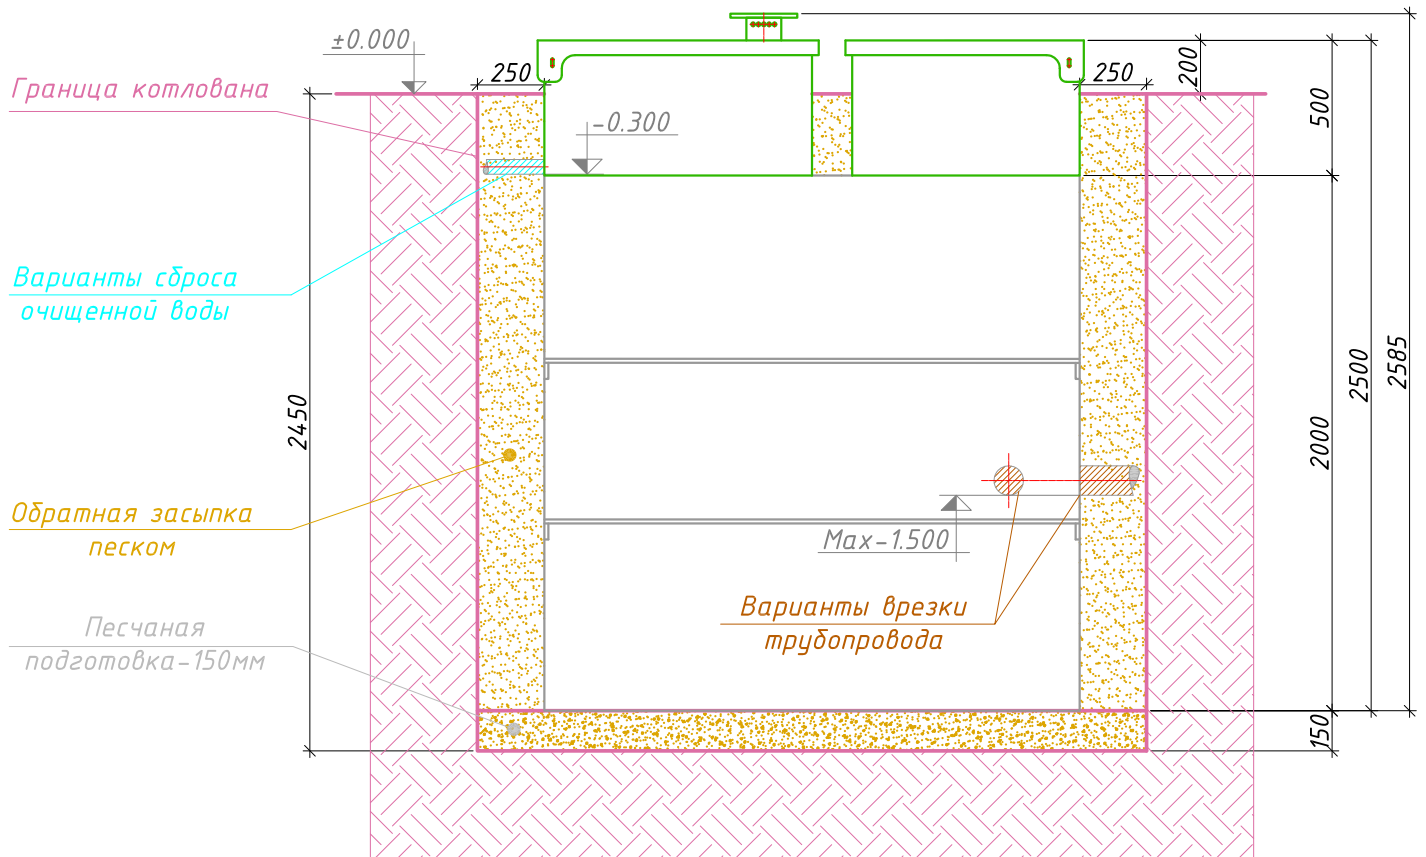 ±0.000
250
250
200
Граница котлована
500
-0.300
Варианты сброса
очищенной воды
2585
2500
2450
2000
Обратная засыпка
песком
Max-1.500
Варианты врезки
трубопровода
Песчаная
подготовка-150мм
150